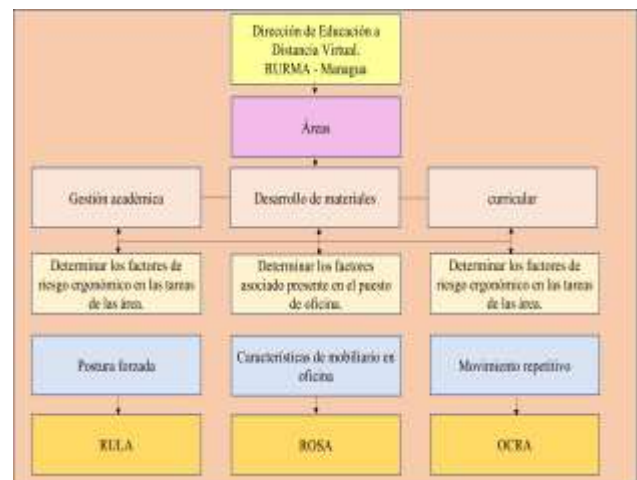 Dirección de Educación a
Distancia Virtual.
RURMA - Managua
Áreas
Gestión académica
Desarrollo de materiales
curricular
Determinar los factores de
riesgo ergonómico en las tareas
de las área.
Determinar los factores
asociado presente en el puesto
de oficina.
Determinar los factores de
riesgo ergonómico en las tareas
de las área.
Postura forzada
Características de mobiliario en
oficina
Movimiento repetitivo
RULA
ROSA
OCRA